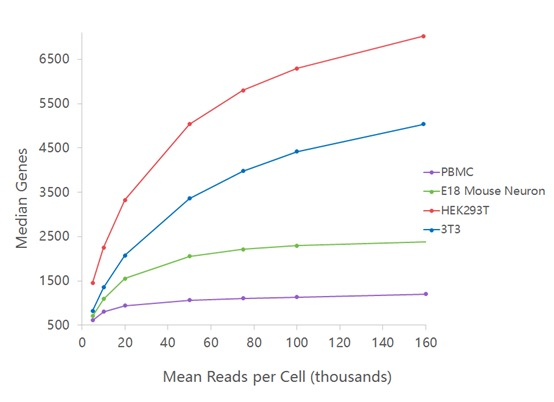 Median Genes
6500
5500
4500
3500
2500
1500
500
0 20 40 60 80 100 120 140 160
Mean Reads per Cell (thousands)
PBMC
E18 Mouse Neuron
HEK293T
3T3